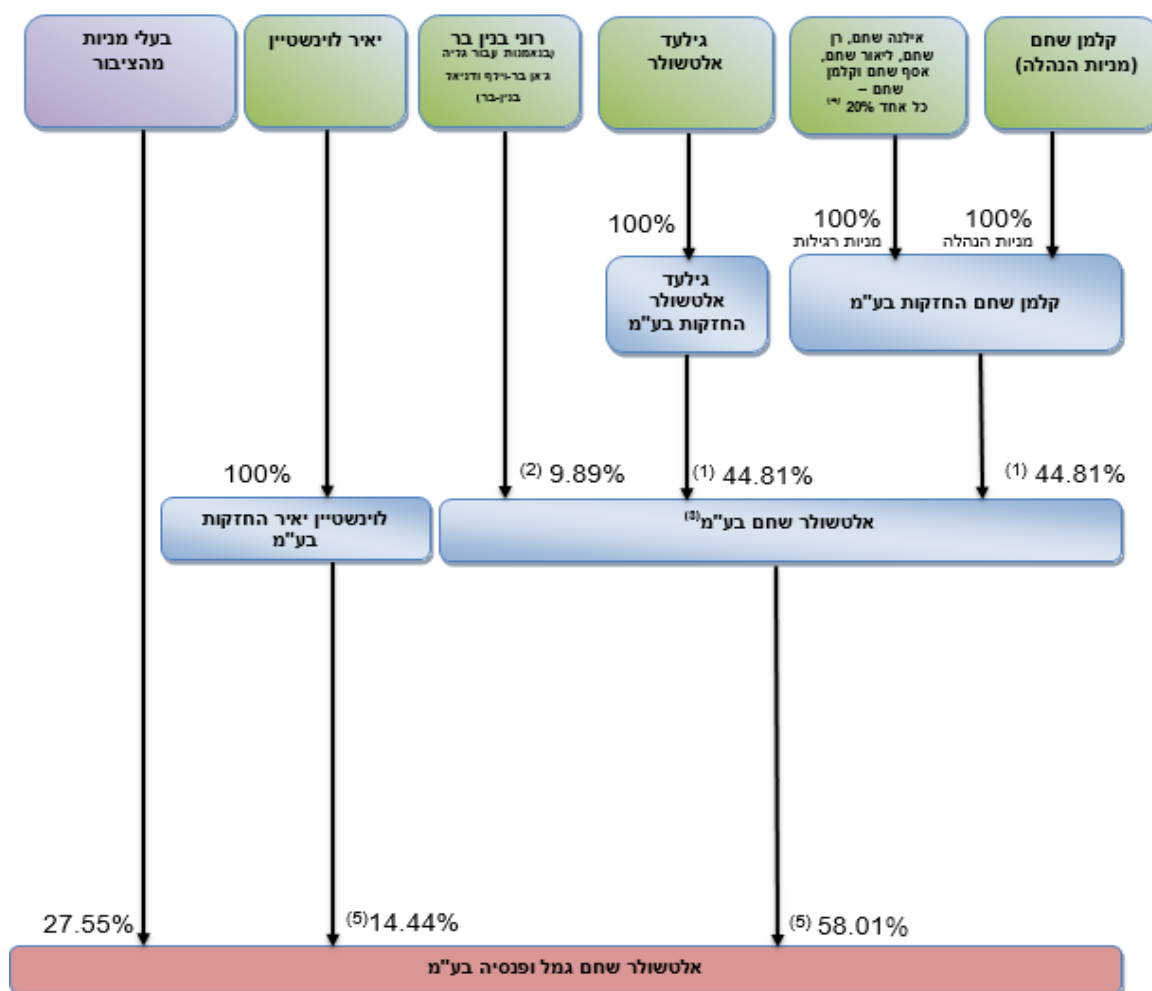 קלמן שחם
(מניות הנהלה)
אילנה שחם, רן
שחם, ליאור שחם,
אסף שחם וקלמן
שחם –
כל אחד 20% (4)
גילעד
אלטשולר
רוני בנין בר
(בנאמנות עבור גליה
ג'אן בר-וילף ודניאל
בנין-בר)
יאיר לוינשטיין
בעלי מניות
מהציבור
100%
מניות הנהלה
100%
מניות רגילות
100%
קלמן שחם החזקות בע"מ
גילעד
אלטשולר
החזקות בע"מ
(1) 44.81%
(1) 44.81%
(2) 9.89%
100%
אלטשולר שחם בע"מ(3)
לוינשטיין יאיר החזקות
בע"מ
(5) 58.01%
(5)14.44%
27.55%
אלטשולר שחם גמל ופנסיה בע"מ